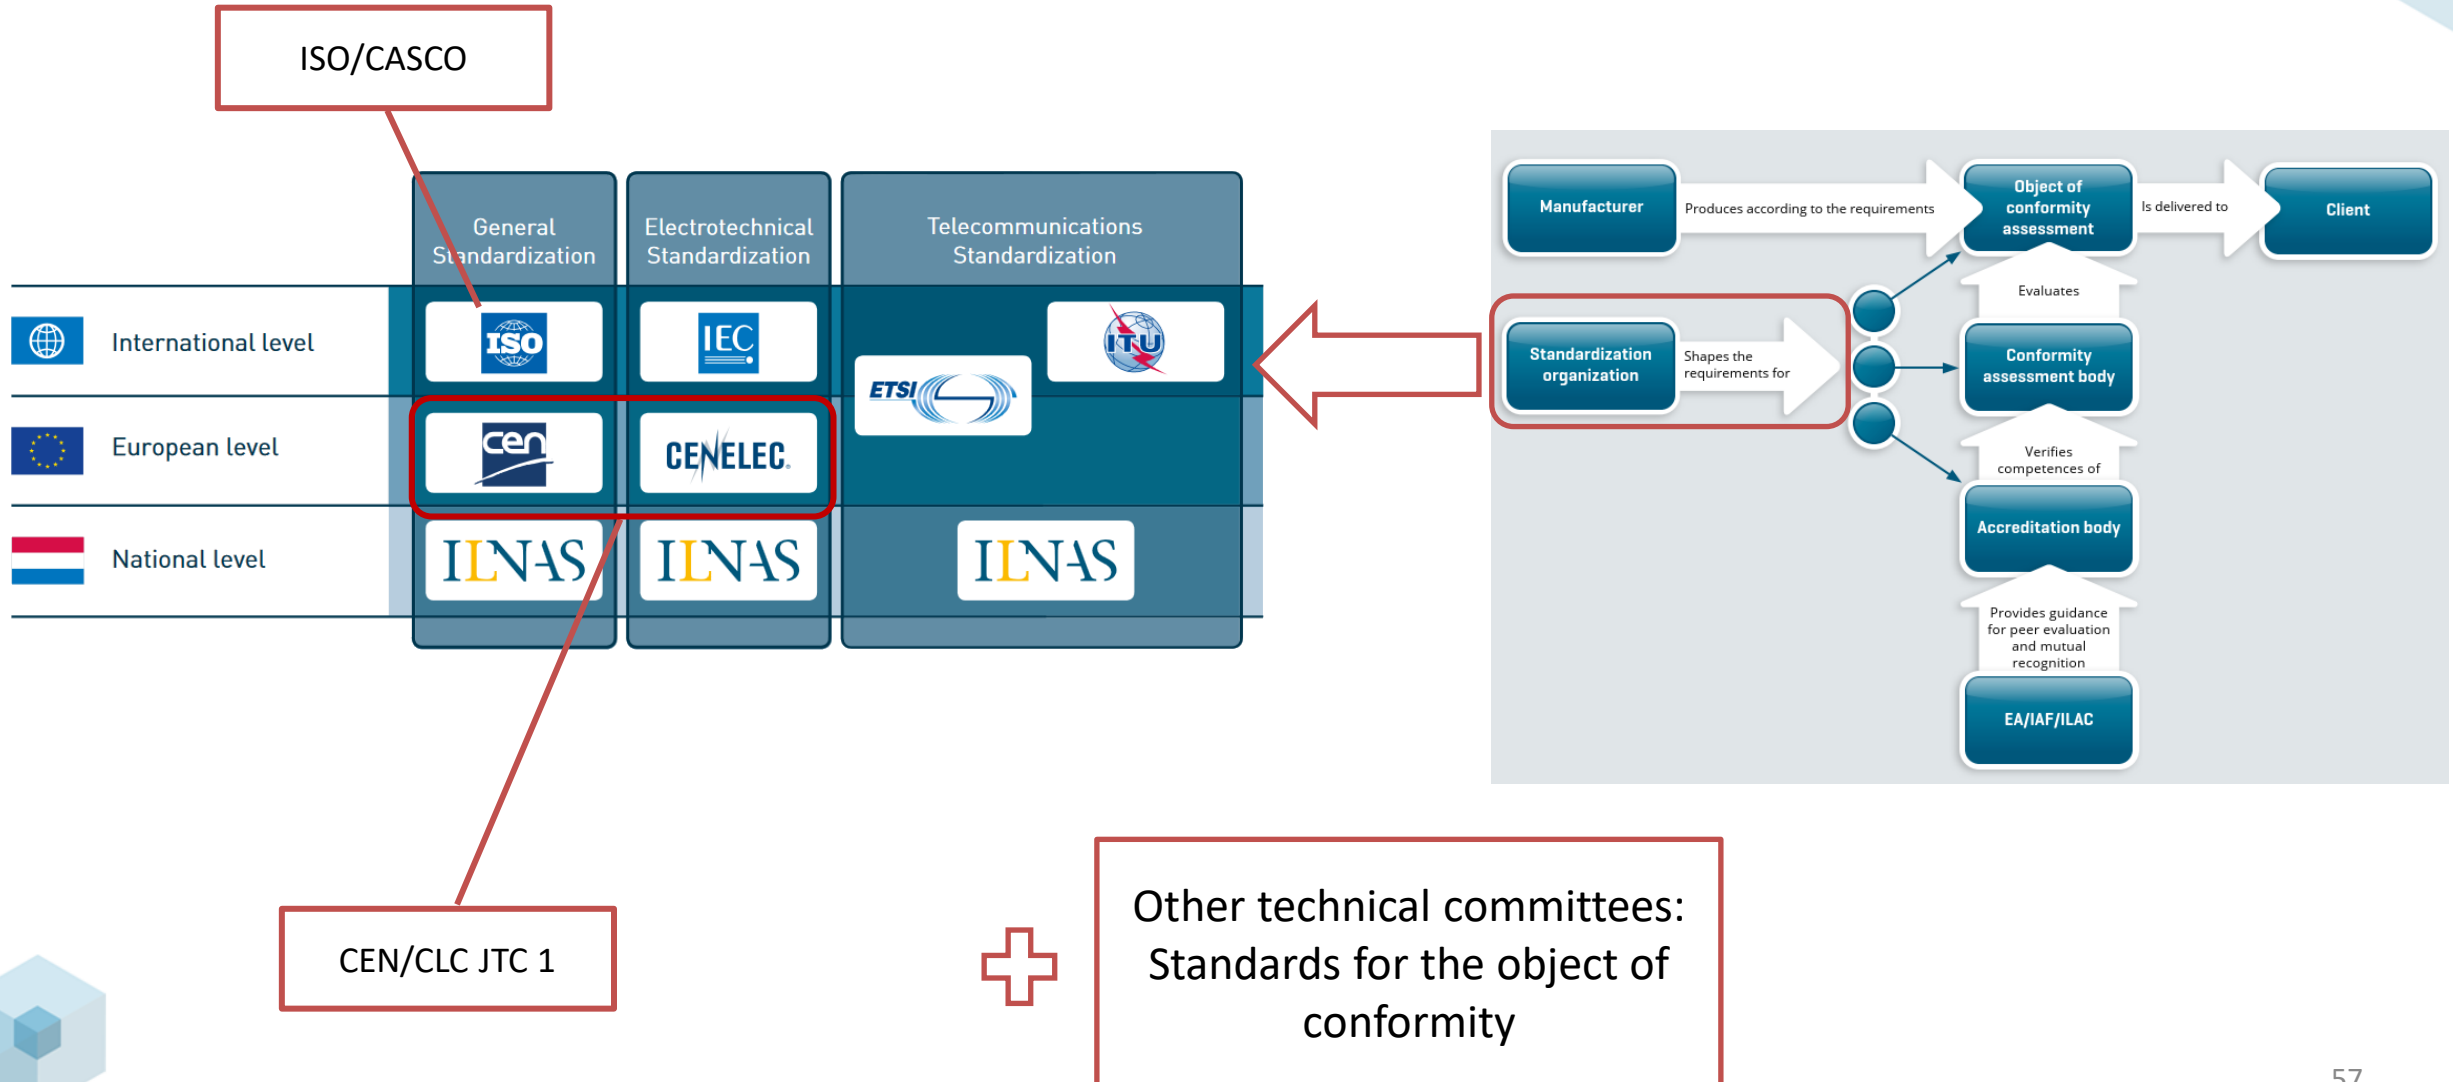 ISO/CASCO
General
Standardization
Electrotechnical
Standardization
Telecommunications
Standardization
International level
ISO
IEC
ITU
ETSI
European level
cen
CENELEC
National level
ILNAS
ILNAS
ILNAS
CEN/CLC JTC 1
Manufacturer
Produces according to the requirements
Object of
conformity
assessment
Is delivered to
Client
Evaluates
Standardization
organization
Shapes the
requirements for
Conformity
assessment body
Verifies
competences of
Accreditation body
Provides guidance
for peer evaluation
and mutual
recognition
EA/IAF/ILAC
Other technical committees:
Standards for the object of
conformity
57